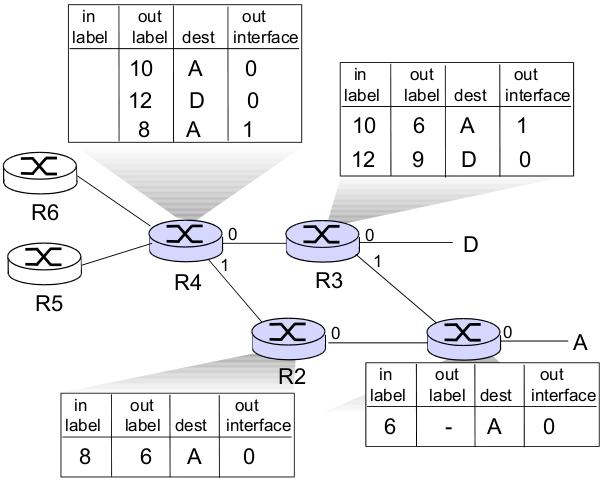 in out out
label label dest interface
10 A 0
12 D 0
8 A 1
in out out
label label dest interface
10 6 A 1
12 9 D 0
R6
R5
R4
0
1
R3
0
1
D
R2
0
0
A
in out out
label label dest interface
6 - A 0
in out out
label label dest interface
8 6 A 0